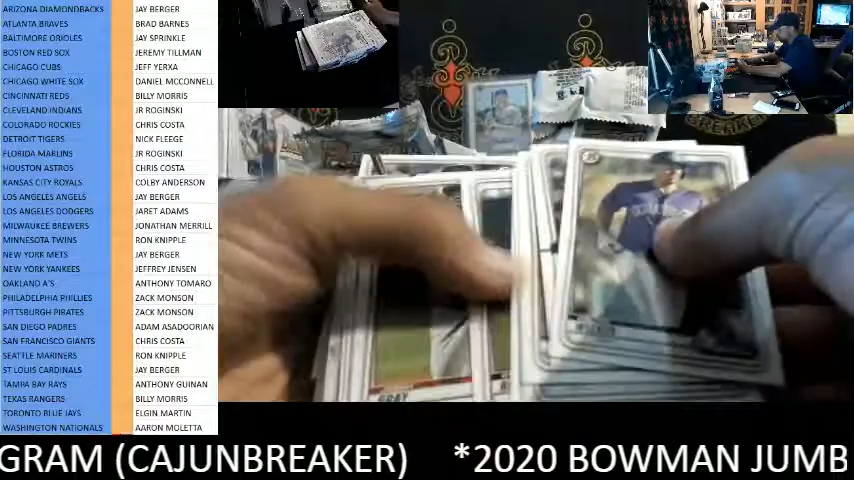 ARIZONA DIAMONDBACKS JAY BERGER
ATLANTA BRAVES BRAD BARNES
BALTIMORE ORIOLES JAY SPRINKLE
BOSTON RED SOX JEREMY TILLMAN
CHICAGO CUBS JEFF YERXA
CHICAGO WHITE SOX DANIEL MCCONNELL
CINCINATTI REDS BILLY MORRIS
CLEVELAND INDIANS JR ROGINSKI
COLORADO ROCKIES CHRIS COSTA
DETROIT TIGERS NICK FLEEGE
FLORIDA MARLINS JR ROGINSKI
HOUSTON ASTROS CHRIS COSTA
KANSAS CITY ROYALS COLBY ANDERSON
LOS ANGELES ANGELS JAY BERGER
LOS ANGELES DODGERS JARET ADAMS
MILWAUKEE BREWERS JONATHAN MERRILL
MINNESOTA TWINS RON KNIPPLE
NEW YORK METS JAY BERGER
NEW YORK YANKEES JEFFREY JENSEN
OAKLAND A'S ANTHONY TOMARO
PHILADELPHIA PHILLIES ZACK MONSON
PITTSBURGH PIRATES ZACK MONSON
SAN DIEGO PADRES ADAM ASADOORIAN
SAN FRANCISCO GIANTS CHRIS COSTA
SEATTLE MARINERS RON KNIPPLE
ST LOUIS CARDINALS JAY BERGER
TAMPA BAY RAYS ANTHONY GUINAN
TEXAS RANGERS BILLY MORRIS
TORONTO BLUE JAYS ELGIN MARTIN
WASHINGTON NATIONALS AARON MOLETTA
GRAY
BREAKER
GRAM (CAJUNBREAKER) *2020 BOWMAN JUMB